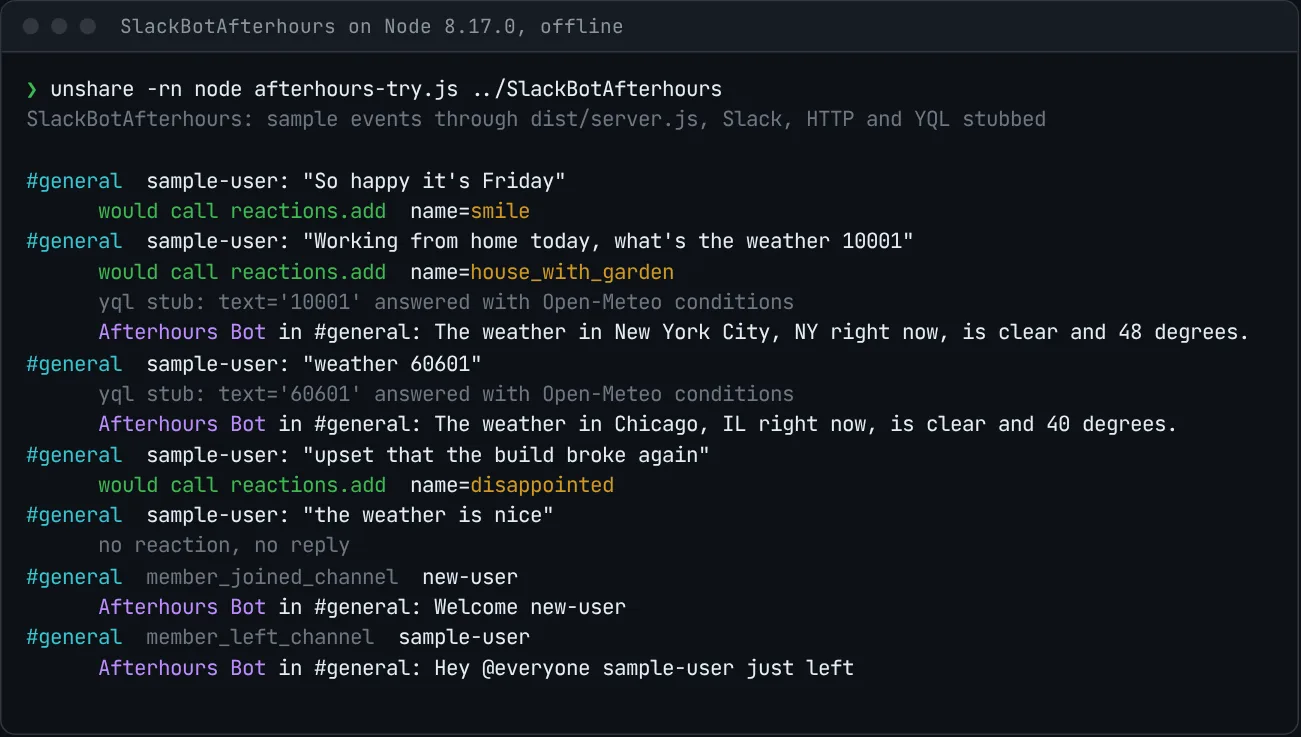 SlackBotAfterhours on Node 8.17.0, offline
❯ unshare -rn node afterhours-try.js ../SlackBotAfterhours
SlackBotAfterhours: sample events through dist/server.js, Slack, HTTP and YQL stubbed
#general  sample-user: "So happy it's Friday"
would call reactions.add  name=smile
#general  sample-user: "Working from home today, what's the weather 10001"
would call reactions.add  name=house_with_garden
yql stub: text='10001' answered with Open-Meteo conditions
Afterhours Bot in #general: The weather in New York City, NY right now, is clear and 48 degrees.
#general  sample-user: "weather 60601"
yql stub: text='60601' answered with Open-Meteo conditions
Afterhours Bot in #general: The weather in Chicago, IL right now, is clear and 40 degrees.
#general  sample-user: "upset that the build broke again"
would call reactions.add  name=disappointed
#general  sample-user: "the weather is nice"
no reaction, no reply
#general  member_joined_channel  new-user
Afterhours Bot in #general: Welcome new-user
#general  member_left_channel  sample-user
Afterhours Bot in #general: Hey @everyone sample-user just left